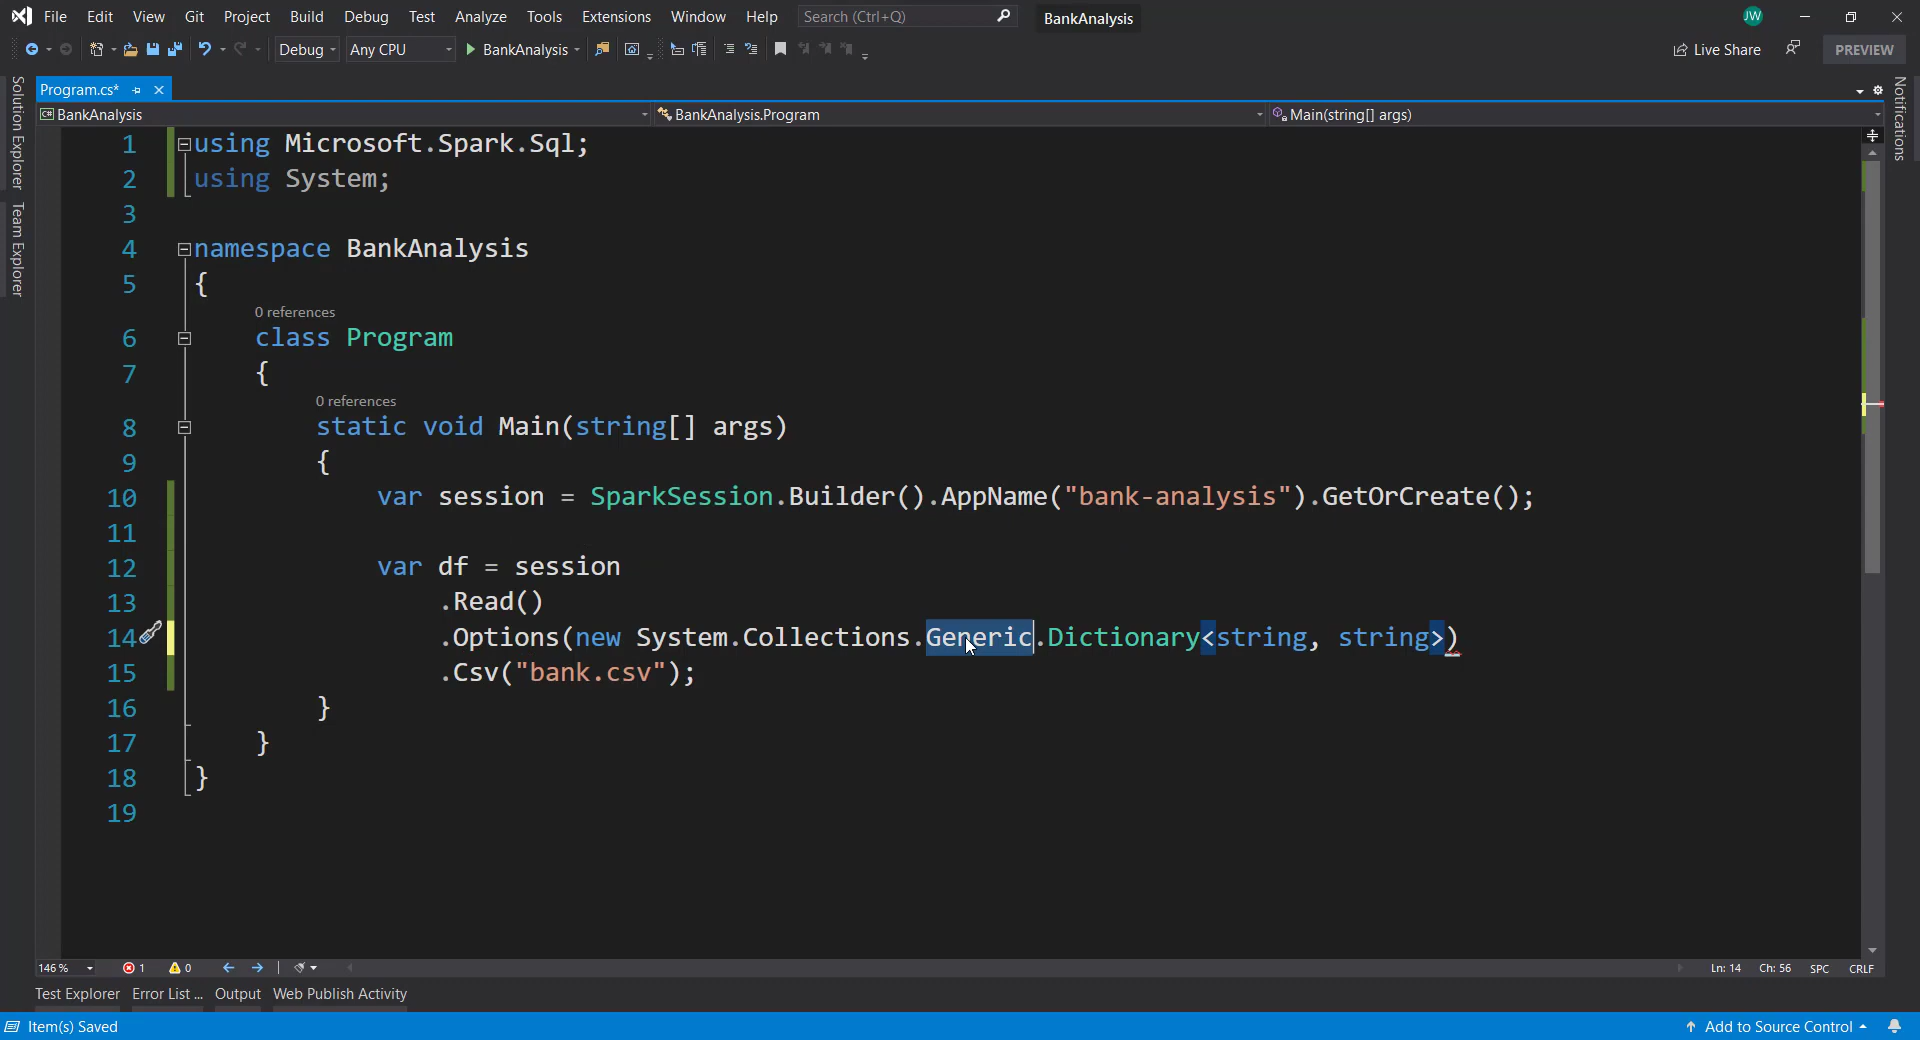 File Edit View Git Project Build Debug Test Analyze Tools Extensions Window Help Search (Ctrl+Q) BankAnalysis JW
Debug Any CPU BankAnalysis Live Share PREVIEW
Solution Explorer
Team Explorer
Notifications
Program.cs*
C# BankAnalysis BankAnalysis.Program Main(string[] args)
1 using Microsoft.Spark.Sql;
2 using System;
3
4 namespace BankAnalysis
5 {
0 references
6 class Program
7 {
0 references
8 static void Main(string[] args)
9 {
10 var session = SparkSession.Builder().AppName("bank-analysis").GetOrCreate();
11
12 var df = session
13 .Read()
14 .Options(new System.Collections.Generic.Dictionary<string, string>)
15 .Csv("bank.csv");
16 }
17 }
18 }
19
146 % 1 0 Ln: 14 Ch: 56 SPC CRLF
Test Explorer Error List ... Output Web Publish Activity
Item(s) Saved Add to Source Control